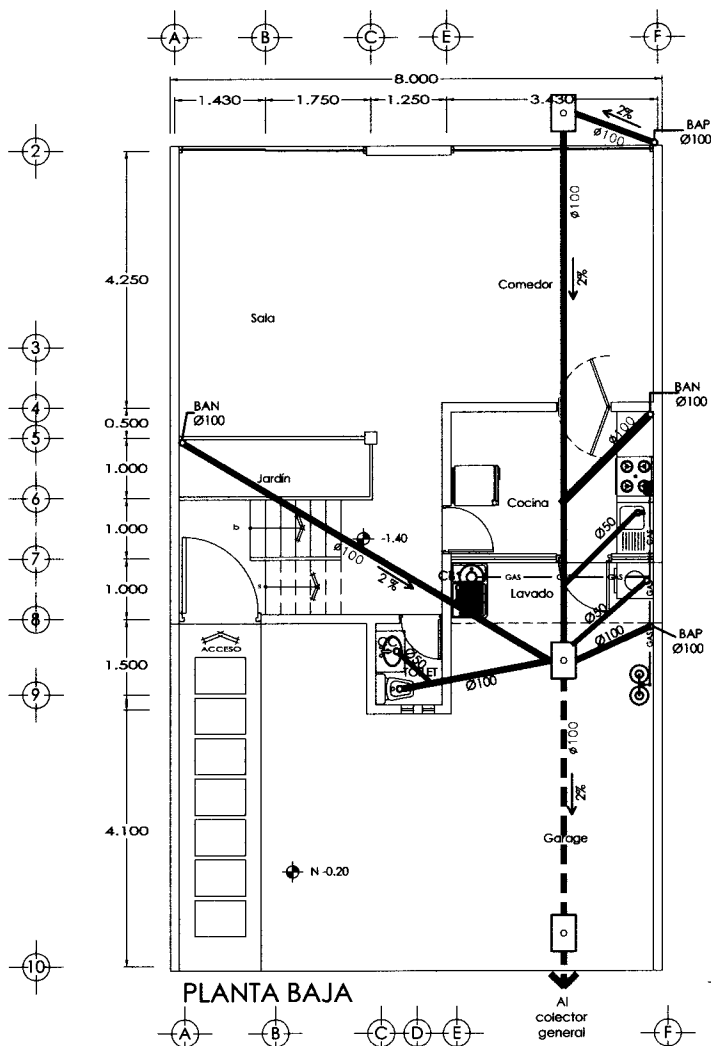 A B C E F
8.000
1.430 1.750 1.250 3.430
2%
ø100
BAP
Ø100
2
ø100
4.250
2%
Comedor
Sala
3
BAN
Ø100
BAN
Ø100
4
0.500
5
ø100
1.000
Jardín
6
Cocina
1.000
-1.40
ø50
GAS
7
ø100
2%
GAS GAS
Lavado
1.000
ø50
8
ø100
GAS
BAP
Ø100
ACCESO
1.500
ø50
TOILET
ø100
9
ø100
2%
4.100
Garage
N -0.20
10
PLANTA BAJA
Al
colector
general
A B C D E F